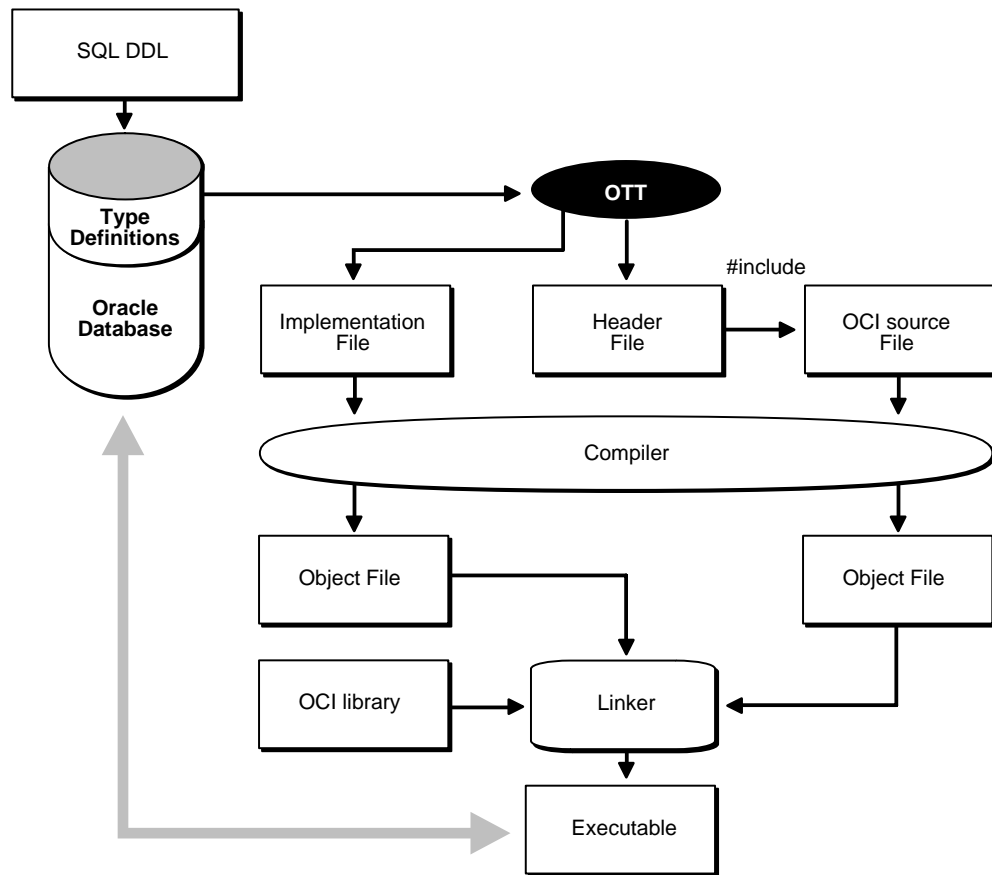 SQL DDL
OTT
Type
Definitions
#include
Oracle
Database
Implementation
File
Header
File
OCI source
File
Compiler
Object File
Object File
OCI library
Linker
Executable